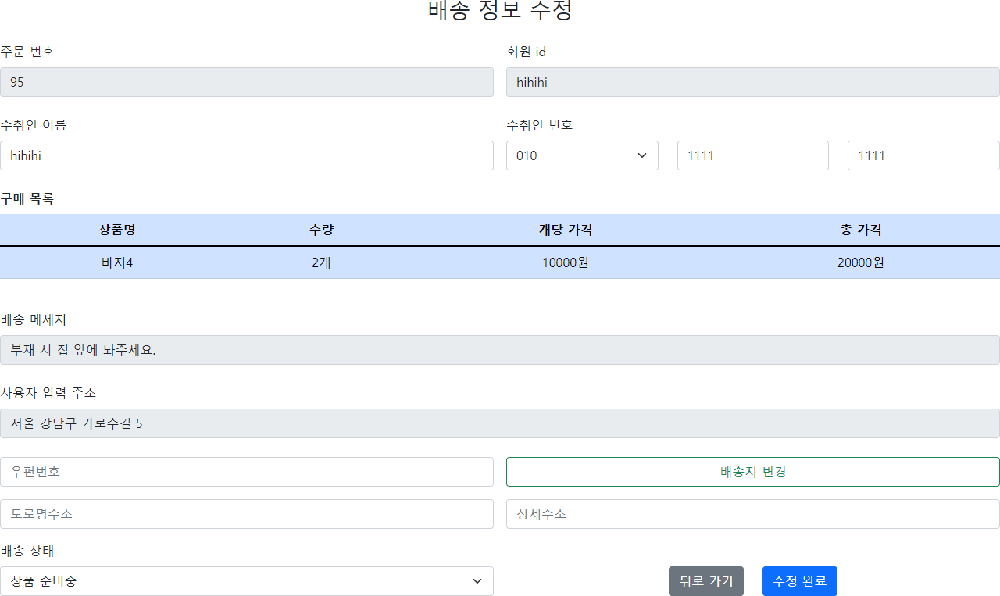 배송 정보 수정
주문 번호 회원 id
95 hihihi
수취인 이름 수취인 번호
hihihi 010 1111 1111
구매 목록
상품명 수량 개당 가격 총 가격
바지4 2개 10000원 20000원
배송 메세지
부재 시 집 앞에 놔주세요.
사용자 입력 주소
서울 강남구 가로수길 5
우편번호 배송지 변경
도로명주소 상세주소
배송 상태
상품 준비중 뒤로 가기 수정 완료